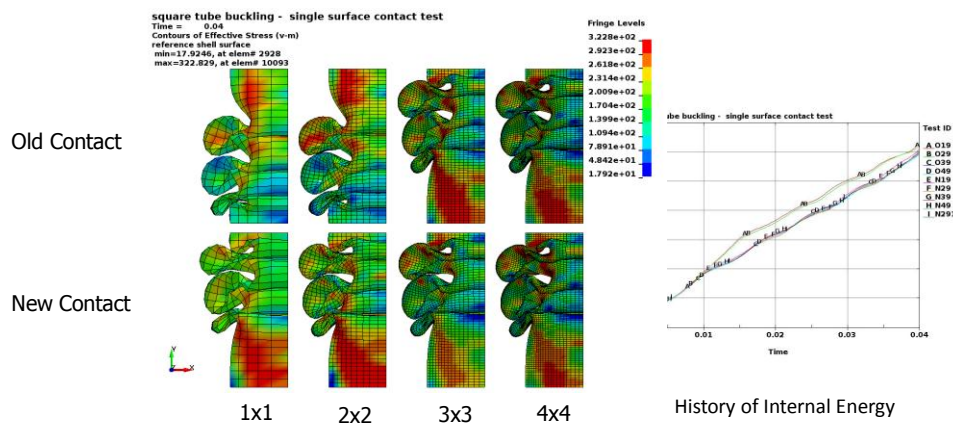 square tube buckling - single surface contact test
Time = 0.04
Contours of Effective Stress (v-m)
reference shell surface
min=17.9246, at elem# 2928
max=322.829, at elem# 10093
Fringe Levels
3.228e+02
2.923e+02
2.618e+02
2.314e+02
2.009e+02
1.704e+02
1.399e+02
1.094e+02
7.891e+01
4.842e+01
1.792e+01
Old Contact
New Contact
Y
Z
X
1x1
2x2
3x3
4x4
tube buckling - single surface contact test
Test ID
A O19
B O29
C O39
D O49
E N19
F N29
G N39
H N49
I N293
0.01
0.02
0.03
0.04
Time
History of Internal Energy